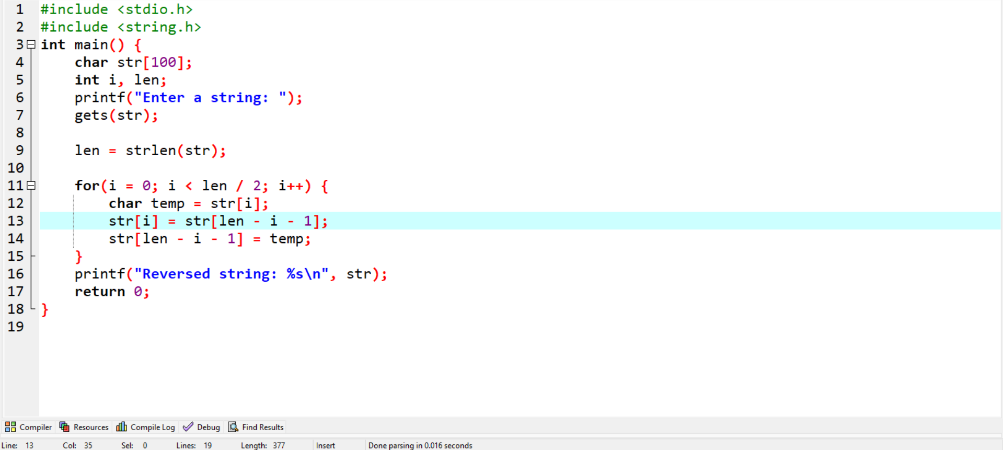 1 #include <stdio.h>
2 #include <string.h>
3 int main() {
4     char str[100];
5     int i, len;
6     printf("Enter a string: ");
7     gets(str);
8
9     len = strlen(str);
10
11     for(i = 0; i < len / 2; i++) {
12         char temp = str[i];
13         str[i] = str[len - i - 1];
14         str[len - i - 1] = temp;
15     }
16     printf("Reversed string: %s\n", str);
17     return 0;
18 }
19
Compiler Resources Compile Log Debug Find Results
Line: 13 Col: 35 Sel: 0 Lines: 19 Length: 377 Insert Done parsing in 0.016 seconds